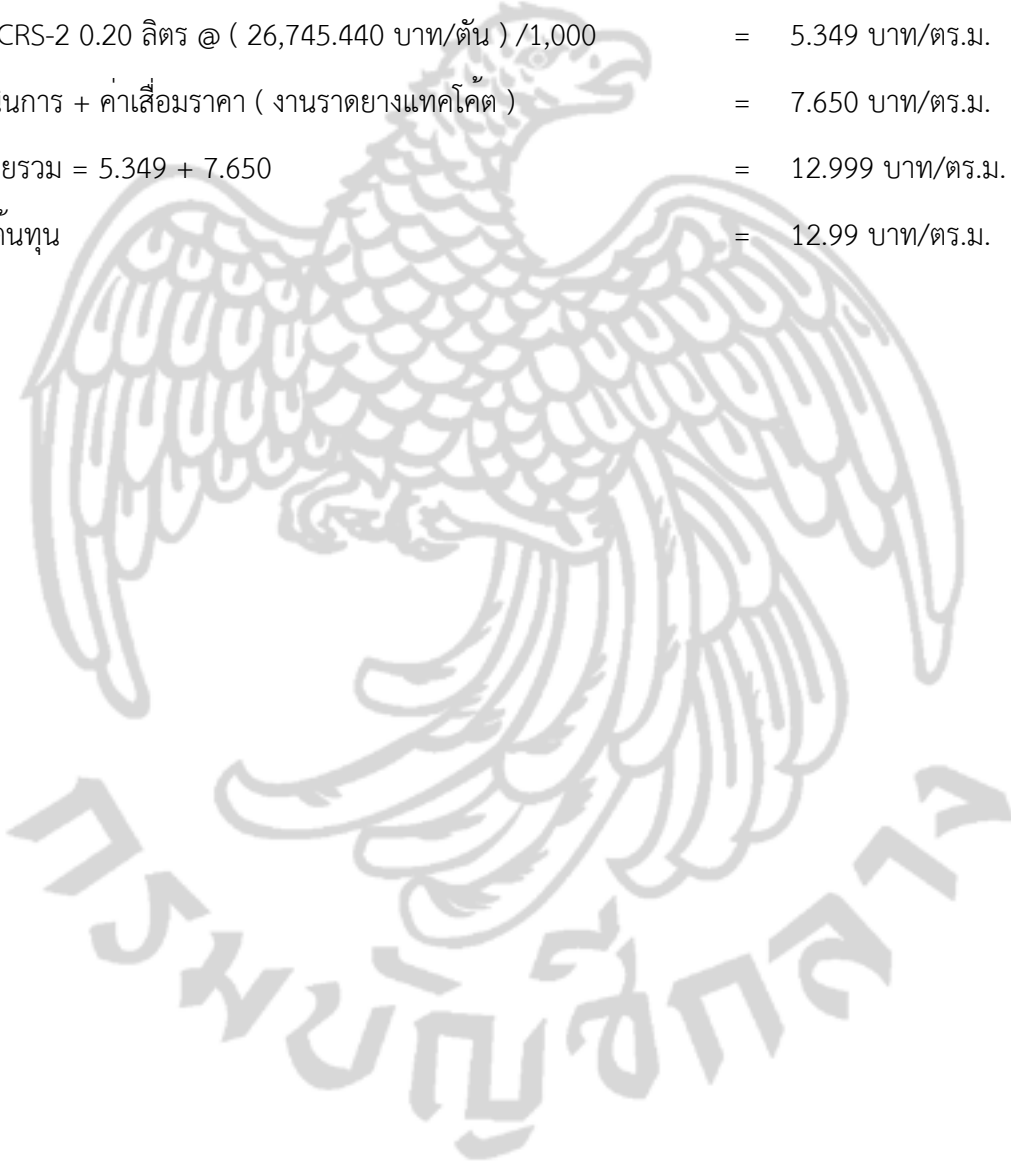 CRS-2 0.20 ลิตร @ ( 26,745.440 บาท/ตัน ) /1,000 = 5.349 บาท/ตร.ม.
นินการ + ค่าเสื่อมราคา ( งานราดยางแทคโค้ต ) = 7.650 บาท/ตร.ม.
ยรวม = 5.349 + 7.650 = 12.999 บาท/ตร.ม.
ต้นทุน = 12.99 บาท/ตร.ม.
กรมบัญชีกลาง